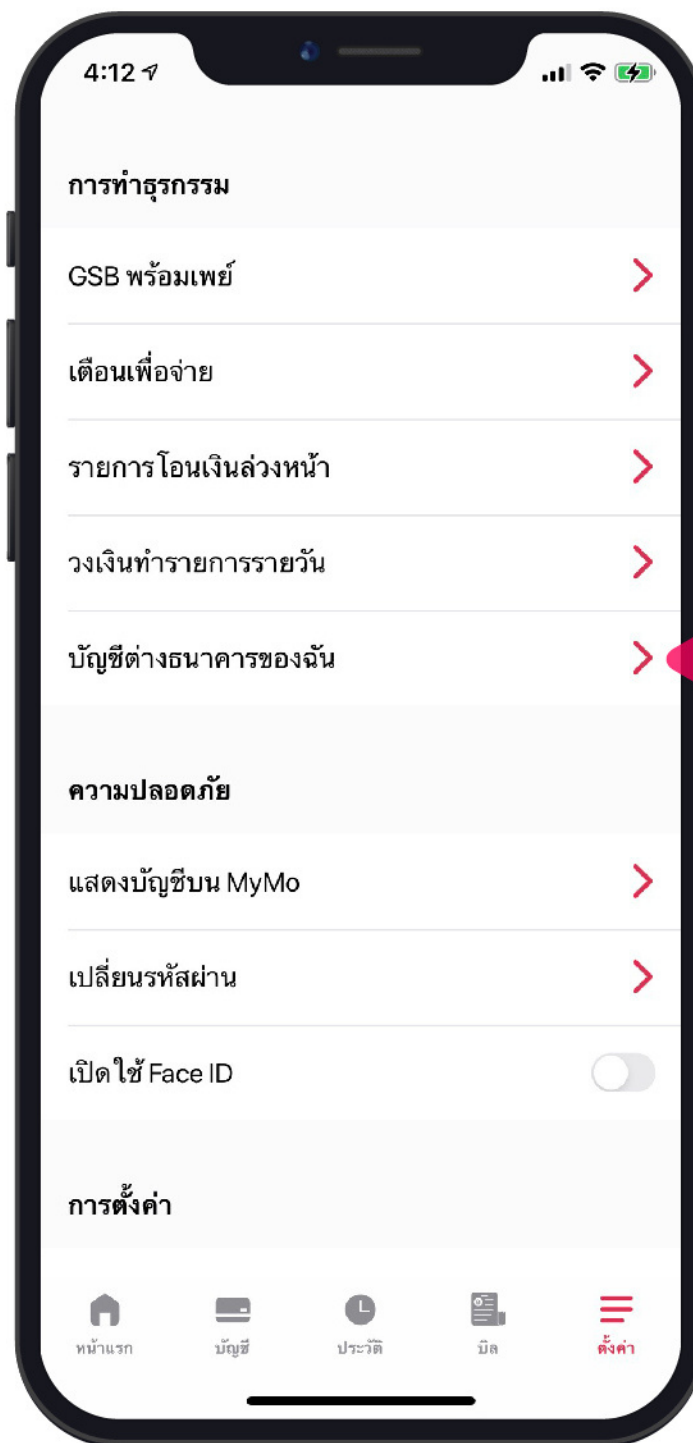 4:12
การทำธุรกรรม
GSB พร้อมเพย์
เตือนเพื่อจ่าย
รายการโอนเงินล่วงหน้า
วงเงินทำรายการรายวัน
บัญชีต่างธนาคารของฉัน
ความปลอดภัย
แสดงบัญชีบน MyMo
เปลี่ยนรหัสผ่าน
เปิดใช้ Face ID
การตั้งค่า
หน้าแรก บัญชี ประวัติ บิล ตั้งค่า